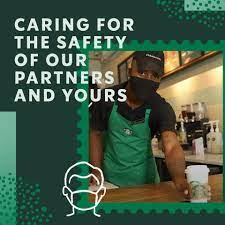 CARING FOR
THE SAFETY
OF OUR
PARTNERS
AND YOURS